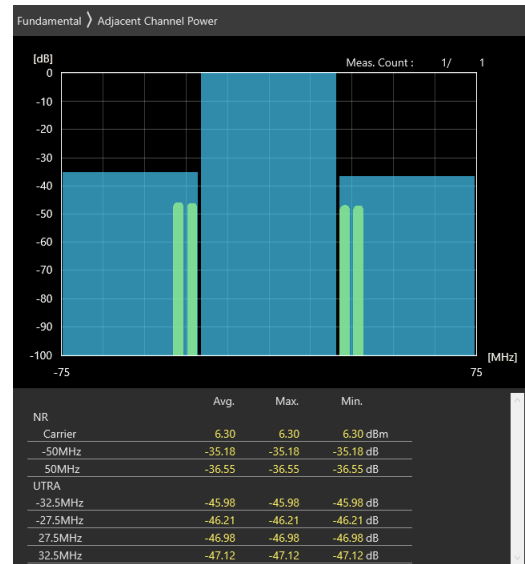 Fundamental 〉 Adjacent Channel Power
[dB]
Meas. Count : 1/ 1
0
-10
-20
-30
-40
-50
-60
-70
-80
-90
-100
[MHz]
-75 75
Avg. Max. Min.
NR
Carrier 6.30 6.30 6.30 dBm
-50MHz -35.18 -35.18 -35.18 dB
50MHz -36.55 -36.55 -36.55 dB
UTRA
-32.5MHz -45.98 -45.98 -45.98 dB
-27.5MHz -46.21 -46.21 -46.21 dB
27.5MHz -46.98 -46.98 -46.98 dB
32.5MHz -47.12 -47.12 -47.12 dB